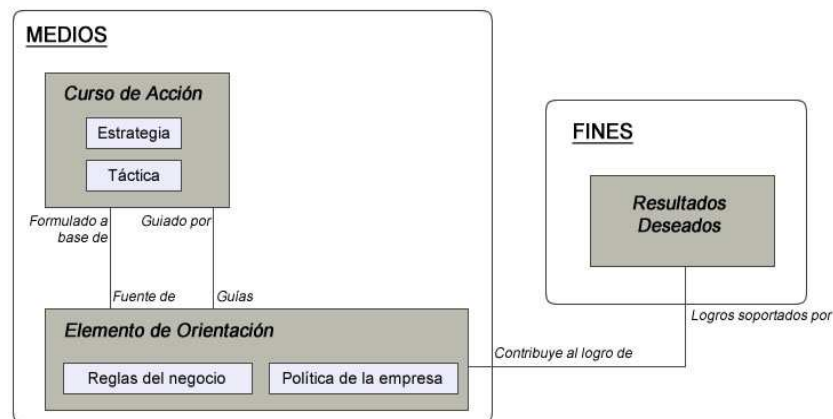 MEDIOS
Curso de Acción
Estrategia
Táctica
Formulado a
base de
Guiado por
Fuente de
Guías
Elemento de Orientación
Reglas del negocio
Política de la empresa
FINES
Resultados
Deseados
Logros soportados por
Contribuye al logro de